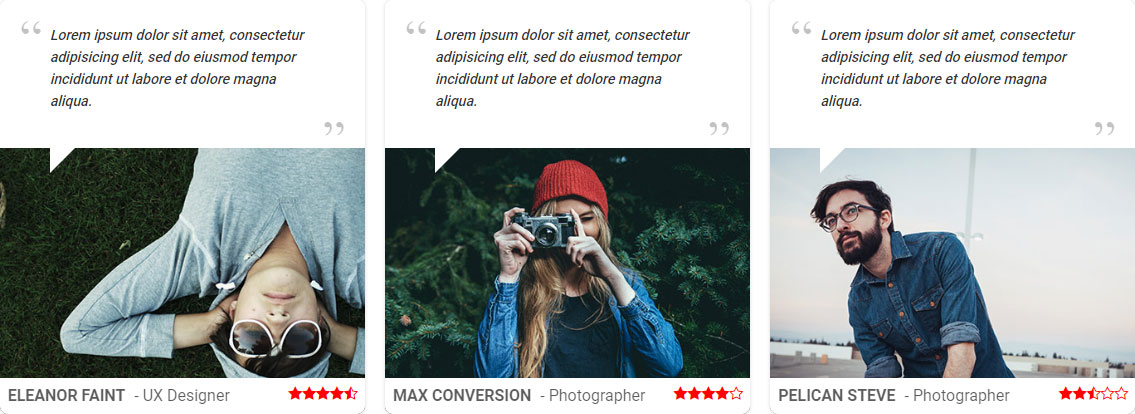 “ Lorem ipsum dolor sit amet, consectetur
adipisicing elit, sed do eiusmod tempor
incididunt ut labore et dolore magna
aliqua.
”
ELEANOR FAINT - UX Designer
“ Lorem ipsum dolor sit amet, consectetur
adipisicing elit, sed do eiusmod tempor
incididunt ut labore et dolore magna
aliqua.
”
MAX CONVERSION - Photographer
“ Lorem ipsum dolor sit amet, consectetur
adipisicing elit, sed do eiusmod tempor
incididunt ut labore et dolore magna
aliqua.
”
PELICAN STEVE - Photographer